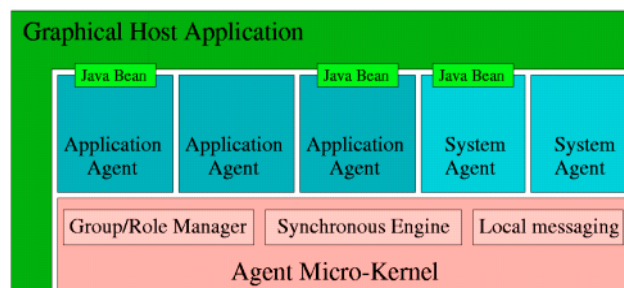 Graphical Host Application
Java Bean
Java Bean
Java Bean
Application
Agent
Application
Agent
Application
Agent
System
Agent
System
Agent
Group/Role Manager
Synchronous Engine
Local messaging
Agent Micro-Kernel